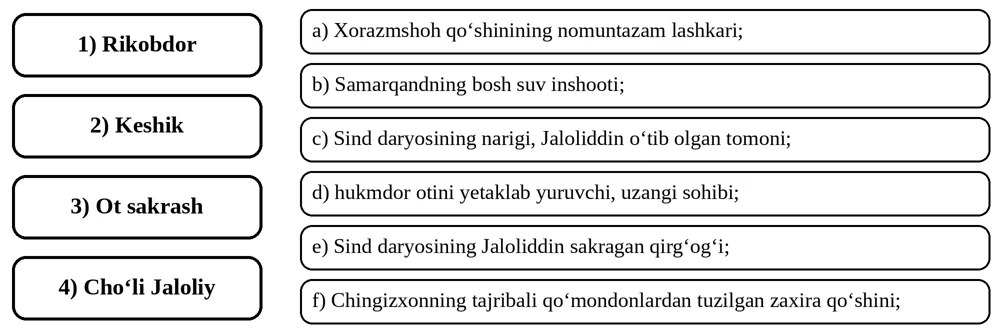 1) Rikobdor
2) Keshik
3) Ot sakrash
4) Cho‘li Jaloliy
a) Xorazmshoh qo‘shinining nomuntazam lashkari;
b) Samarqandning bosh suv inshooti;
c) Sind daryosining narigi, Jaloliddin o‘tib olgan tomoni;
d) hukmdor otini yetaklab yuruvchi, uzangi sohibi;
e) Sind daryosining Jaloliddin sakragan qirg‘og‘i;
f) Chingizxonning tajribali qo‘mondonlardan tuzilgan zaxira qo‘shini;